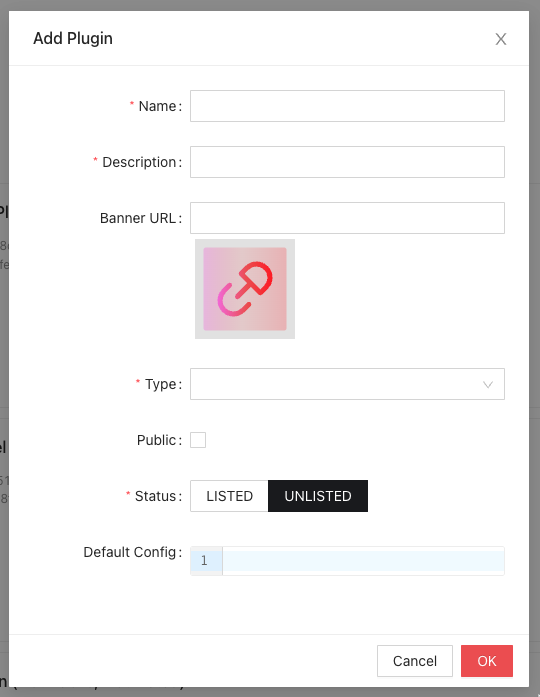 Add Plugin
* Name:
* Description:
Banner URL:
* Type:
Public:
* Status: LISTED UNLISTED
Default Config: 1
Cancel OK